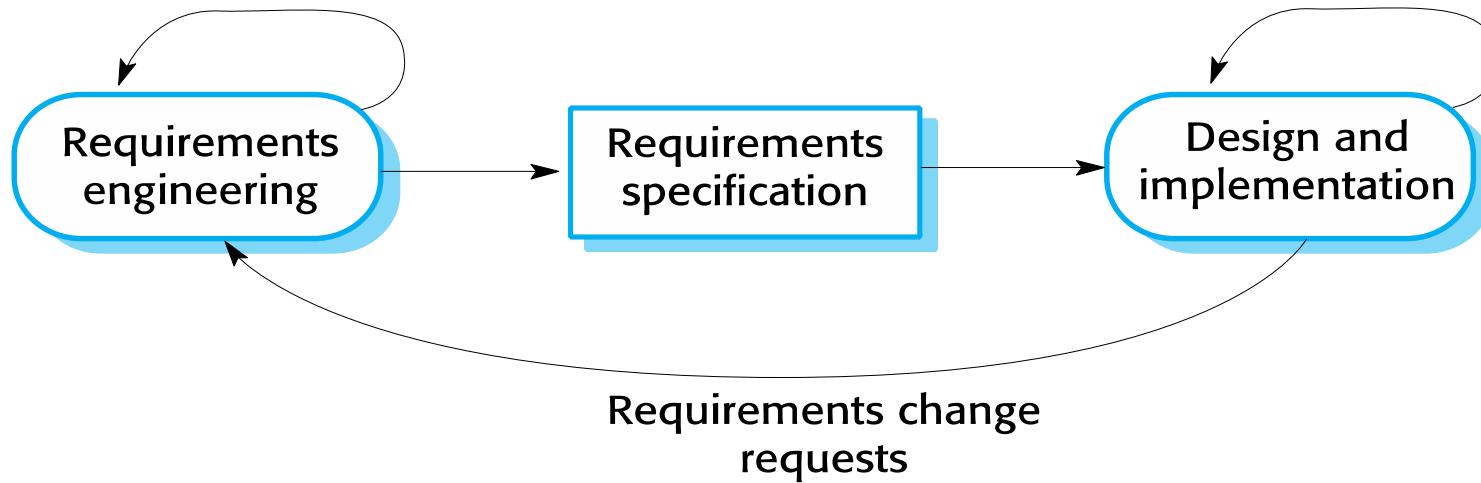 Requirements
engineering
Requirements
specification
Design and
implementation
Requirements change
requests